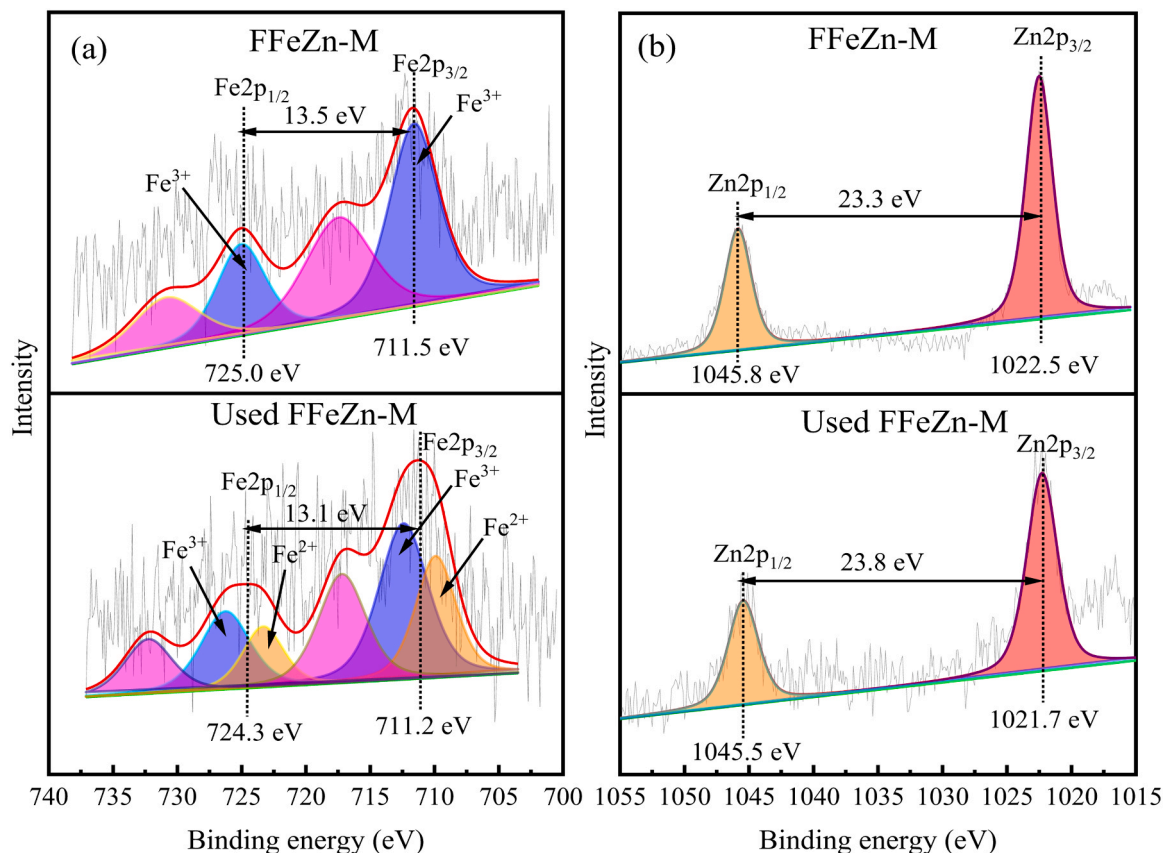 (a)
FFeZn-M
Fe2p3/2
Fe2p1/2
13.5 eV
Fe3+
Fe3+
711.5 eV
725.0 eV
Used FFeZn-M
Fe2p3/2
Fe2p1/2
Fe3+
13.1 eV
Fe2+
Fe3+
Fe2+
724.3 eV
711.2 eV
740 735 730 725 720 715 710 705 700
Binding energy (eV)
Intensity
(b)
FFeZn-M
Zn2p3/2
Zn2p1/2
23.3 eV
1045.8 eV
1022.5 eV
Used FFeZn-M
Zn2p3/2
Zn2p1/2
23.8 eV
1021.7 eV
1045.5 eV
1055 1050 1045 1040 1035 1030 1025 1020 1015
Binding energy (eV)
Intensity